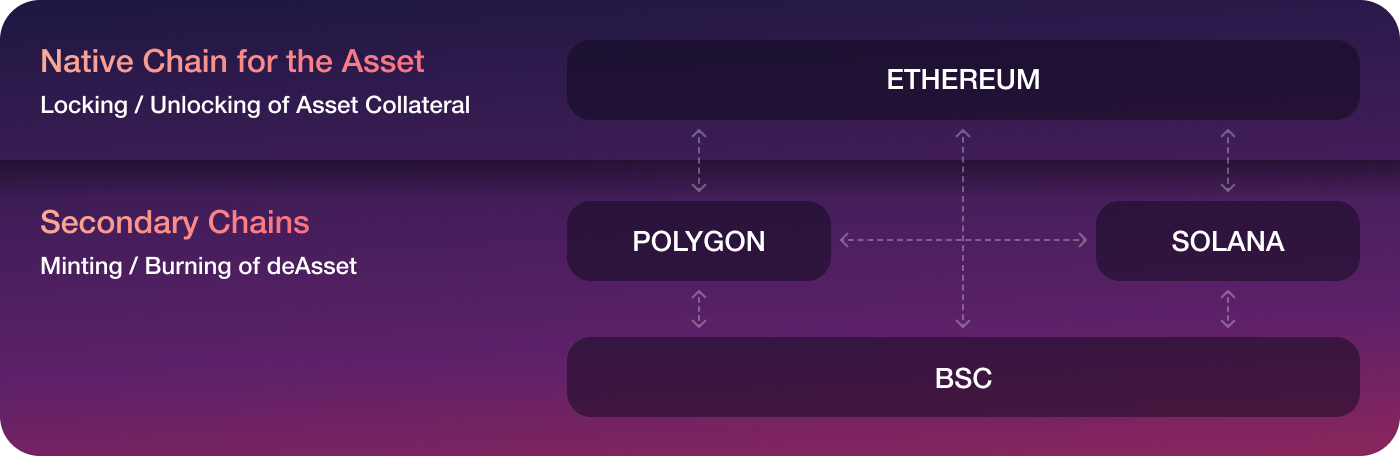 Native Chain for the Asset
Locking / Unlocking of Asset Collateral
ETHEREUM
Secondary Chains
Minting / Burning of deAsset
POLYGON
SOLANA
BSC